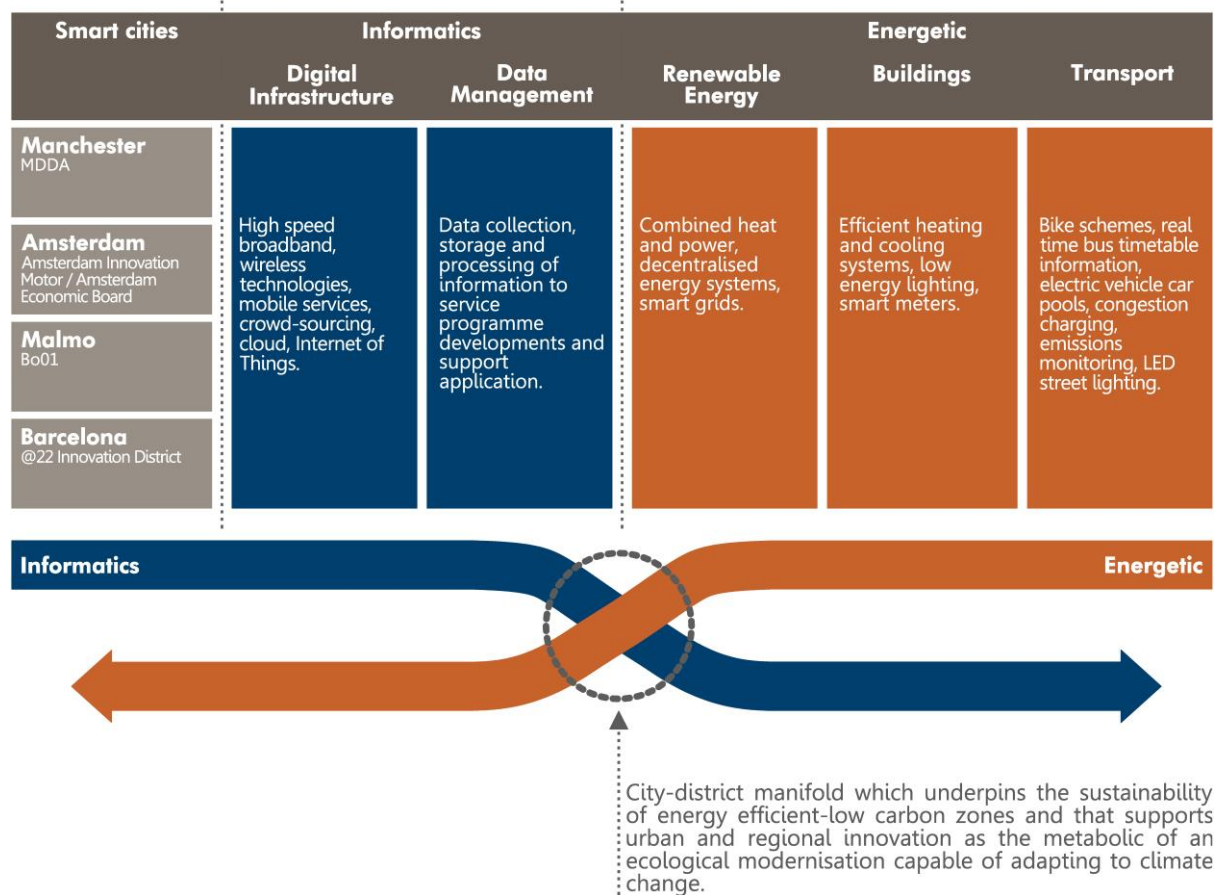 Smart cities
Informatics
Energetic
Digital
Infrastructure
Data
Management
Renewable
Energy
Buildings
Transport
Manchester
MDDA
Amsterdam
Amsterdam Innovation
Motor / Amsterdam
Economic Board
Malmo
Bo01
Barcelona
@22 Innovation District
High speed
broadband,
wireless
technologies,
mobile services,
crowd-sourcing,
cloud, Internet of
Things.
Data collection,
storage and
processing of
information to
service
programme
developments and
support
application.
Combined heat
and power,
decentralised
energy systems,
smart grids.
Efficient heating
and cooling
systems, low
energy lighting,
smart meters.
Bike schemes, real
time bus timetable
information,
electric vehicle car
pools, congestion
charging,
emissions
monitoring, LED
street lighting.
Informatics
Energetic
City-district manifold which underpins the sustainability
of energy efficient-low carbon zones and that supports
urban and regional innovation as the metabolic of an
ecological modernisation capable of adapting to climate
change.